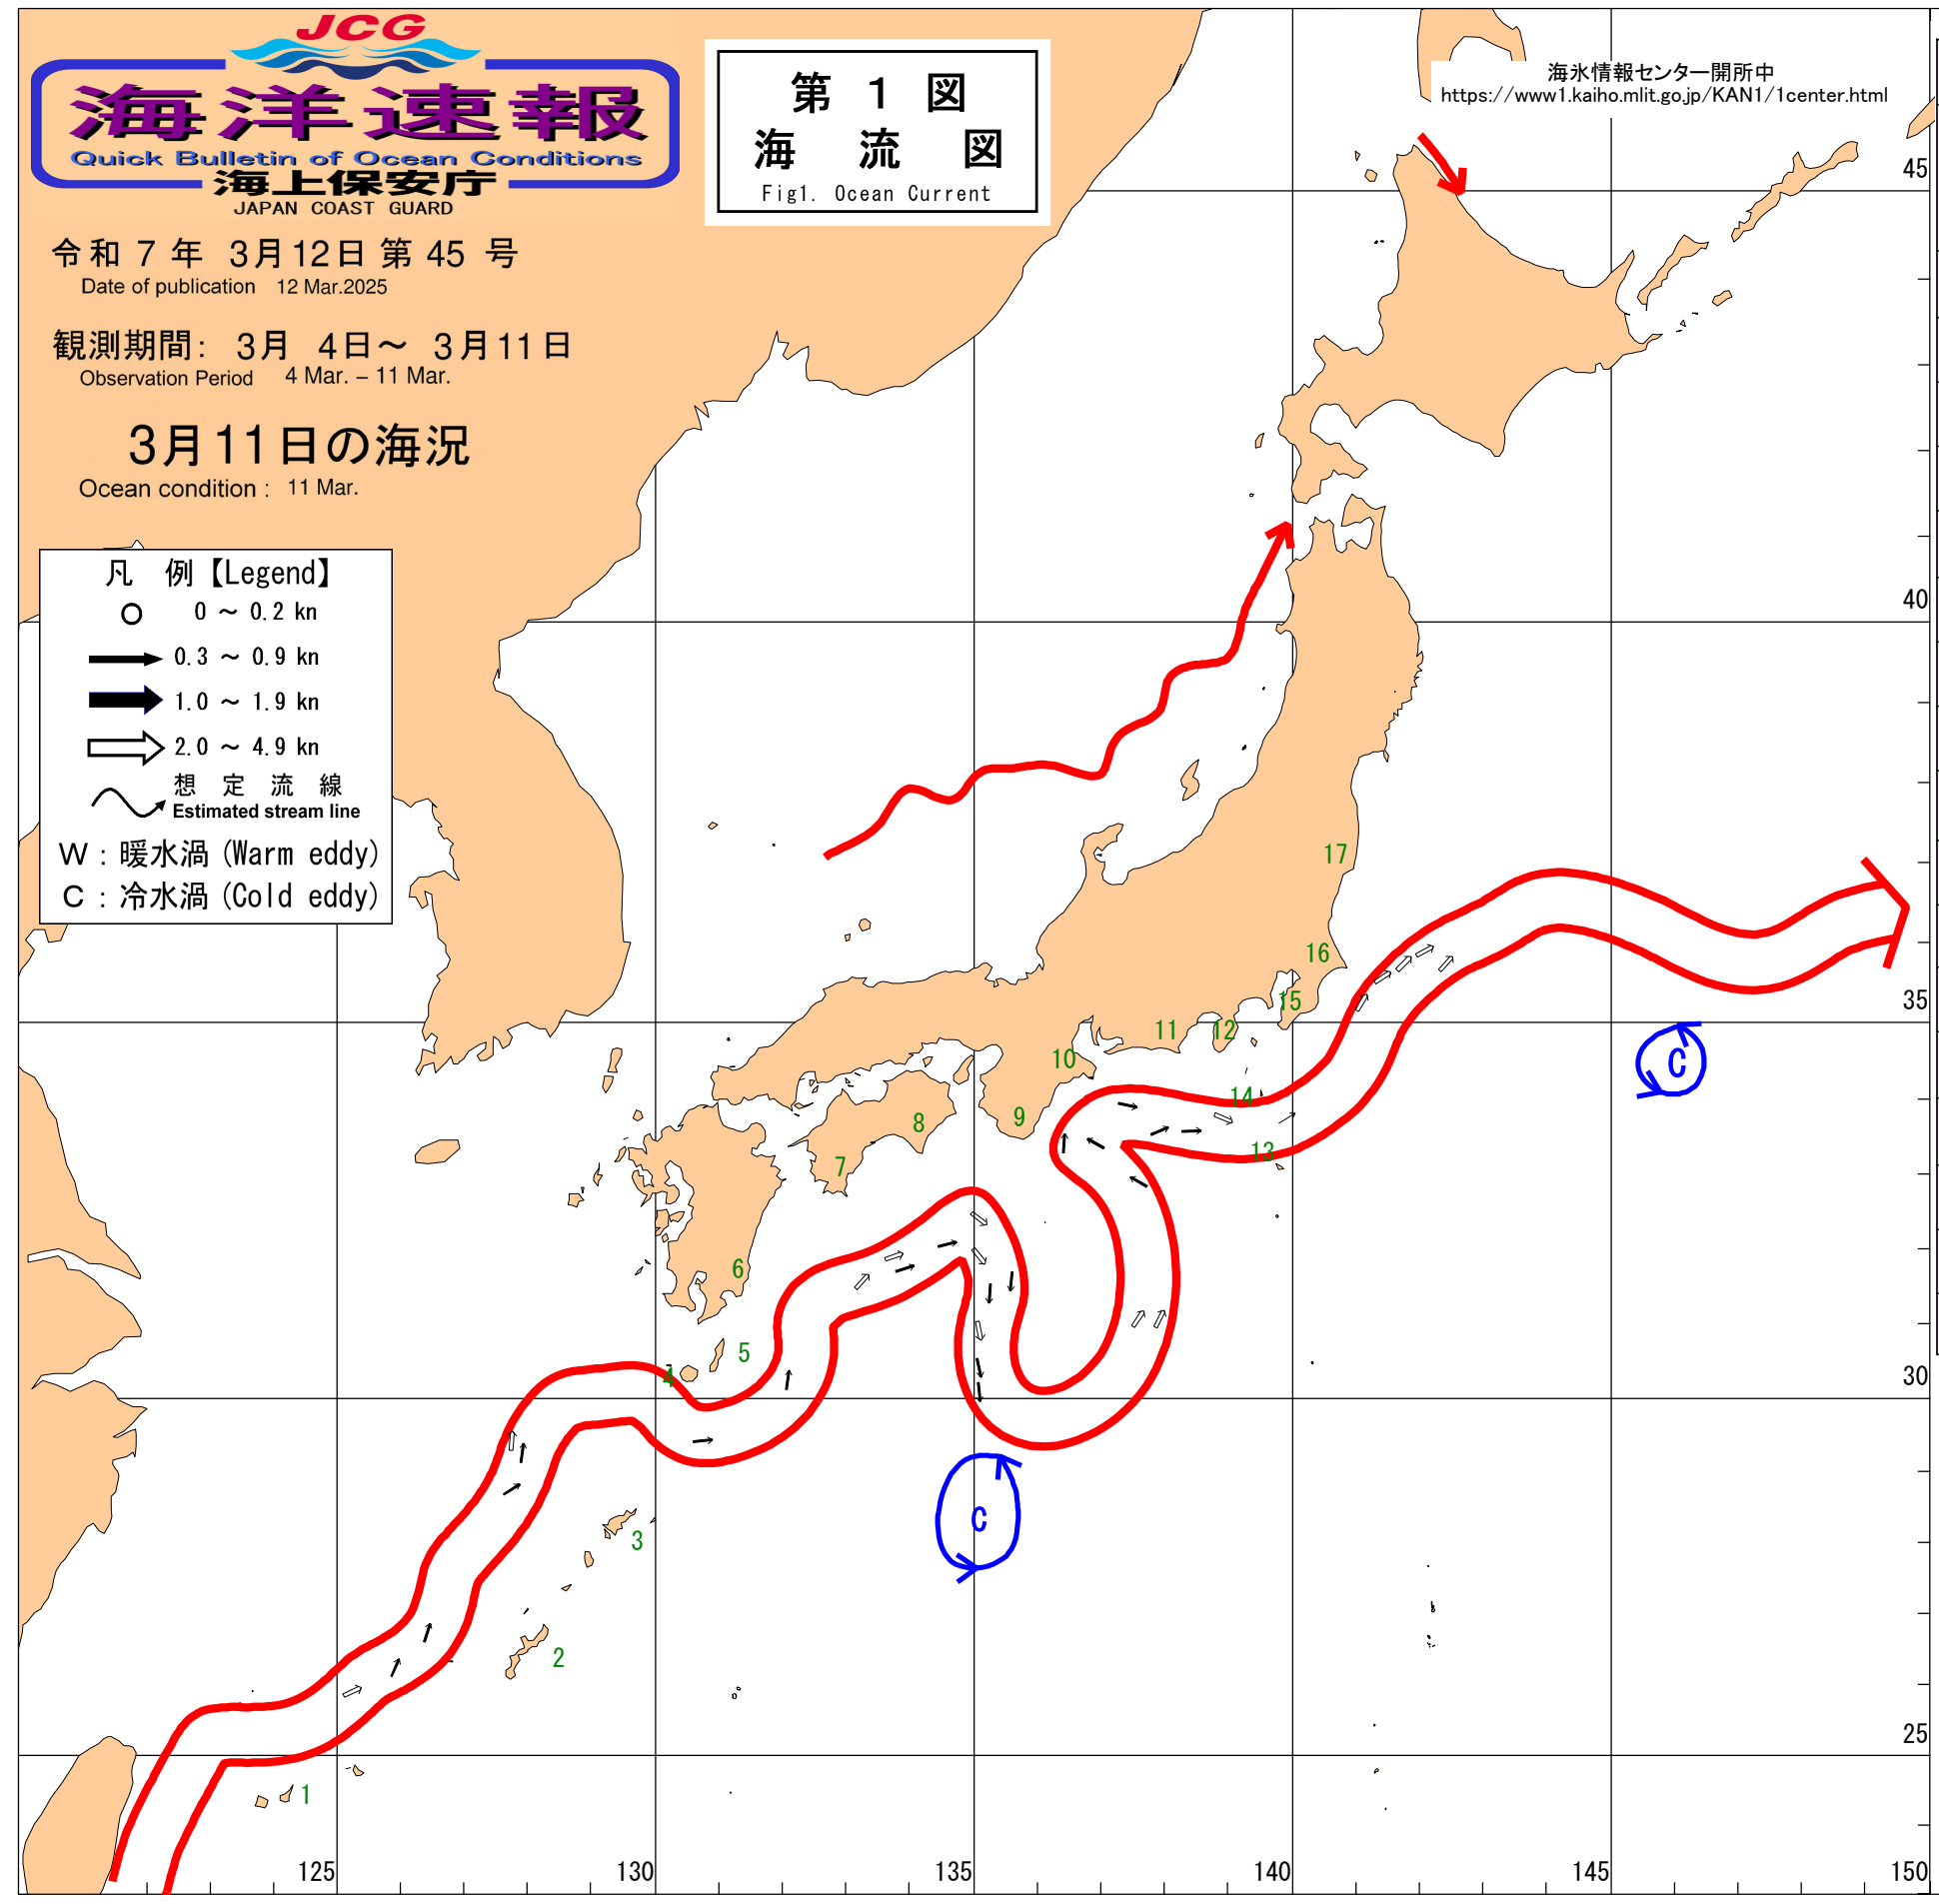 JCG
海洋速報
Quick Bulletin of Ocean Conditions
海上保安庁
JAPAN COAST GUARD
令和 7 年 3月12日 第 45 号
Date of publication 12 Mar.2025
観測期間: 3月 4日～ 3月11日
Observation Period 4 Mar. – 11 Mar.
3月11日の海況
Ocean condition : 11 Mar.
第 1 図
海 流 図
Fig1. Ocean Current
海氷情報センター開所中
https://www1.kaiho.mlit.go.jp/KAN1/1center.html
凡 例【Legend】
0 ～ 0.2 kn
0.3 ～ 0.9 kn
1.0 ～ 1.9 kn
2.0 ～ 4.9 kn
想 定 流 線
Estimated stream line
W : 暖水渦 (Warm eddy)
C : 冷水渦 (Cold eddy)
45
40
17
16
35
15
12
11
10
C
14
9
8
13
7
6
5
4
30
C
3
2
25
1
125
130
135
140
145
150